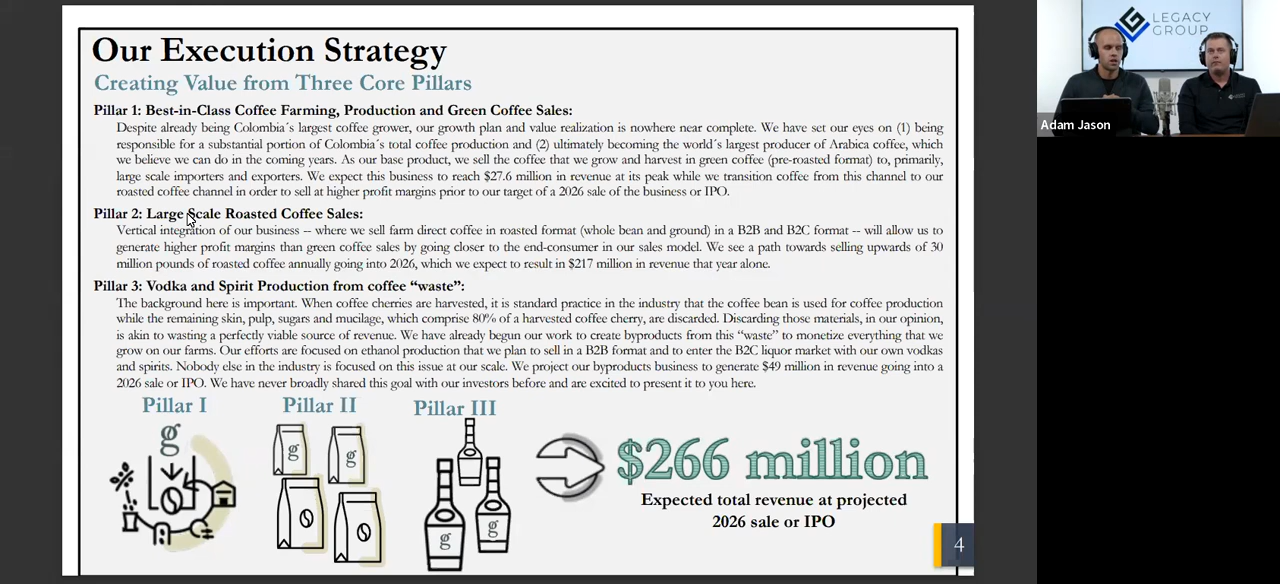 Our Execution Strategy
Creating Value from Three Core Pillars
Pillar 1: Best-in-Class Coffee Farming, Production and Green Coffee Sales:
Despite already being Colombia´s largest coffee grower, our growth plan and value realization is nowhere near complete. We have set our eyes on (1) being
responsible for a substantial portion of Colombia´s total coffee production and (2) ultimately becoming the world´s largest producer of Arabica coffee, which
we believe we can do in the coming years. As our base product, we sell the coffee that we grow and harvest in green coffee (pre-roasted format) to, primarily,
large scale importers and exporters. We expect this business to reach $27.6 million in revenue at its peak while we transition coffee from this channel to our
roasted coffee channel in order to sell at higher profit margins prior to our target of a 2026 sale of the business or IPO.
Pillar 2: Large Scale Roasted Coffee Sales:
Vertical integration of our business -- where we sell farm direct coffee in roasted format (whole bean and ground) in a B2B and B2C format -- will allow us to
generate higher profit margins than green coffee sales by going closer to the end-consumer in our sales model. We see a path towards selling upwards of 30
million pounds of roasted coffee annually going into 2026, which we expect to result in $217 million in revenue that year alone.
Pillar 3: Vodka and Spirit Production from coffee “waste”:
The background here is important. When coffee cherries are harvested, it is standard practice in the industry that the coffee bean is used for coffee production
while the remaining skin, pulp, sugars and mucilage, which comprise 80% of a harvested coffee cherry, are discarded. Discarding those materials, in our opinion,
is akin to wasting a perfectly viable source of revenue. We have already begun our work to create byproducts from this “waste” to monetize everything that we
grow on our farms. Our efforts are focused on ethanol production that we plan to sell in a B2B format and to enter the B2C liquor market with our own vodkas
and spirits. Nobody else in the industry is focused on this issue at our scale. We project our byproducts business to generate $49 million in revenue going into a
2026 sale or IPO. We have never broadly shared this goal with our investors before and are excited to present it to you here.
Pillar I
Pillar II
Pillar III
g
g
g
g
g
g
$266 million
Expected total revenue at projected
2026 sale or IPO
4
LEGACY
GROUP
Adam Jason